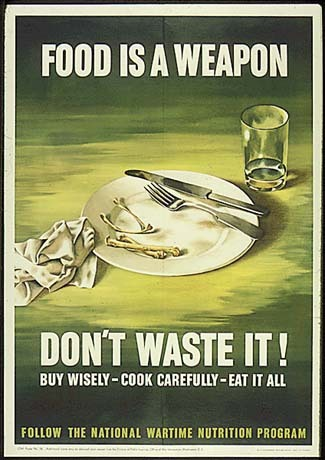 FOOD IS A WEAPON
DON'T WASTE IT!
BUY WISELY - COOK CAREFULLY - EAT IT ALL
FOLLOW THE NATIONAL WARTIME NUTRITION PROGRAM